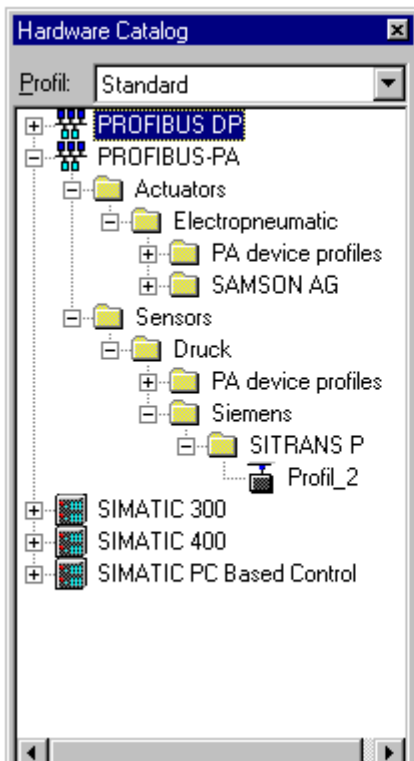 Hardware Catalog
Profil: Standard
PROFIBUS DP
PROFIBUS-PA
Actuators
Electropneumatic
PA device profiles
SAMSON AG
Sensors
Druck
PA device profiles
Siemens
SITRANS P
Profil_2
SIMATIC 300
SIMATIC 400
SIMATIC PC Based Control